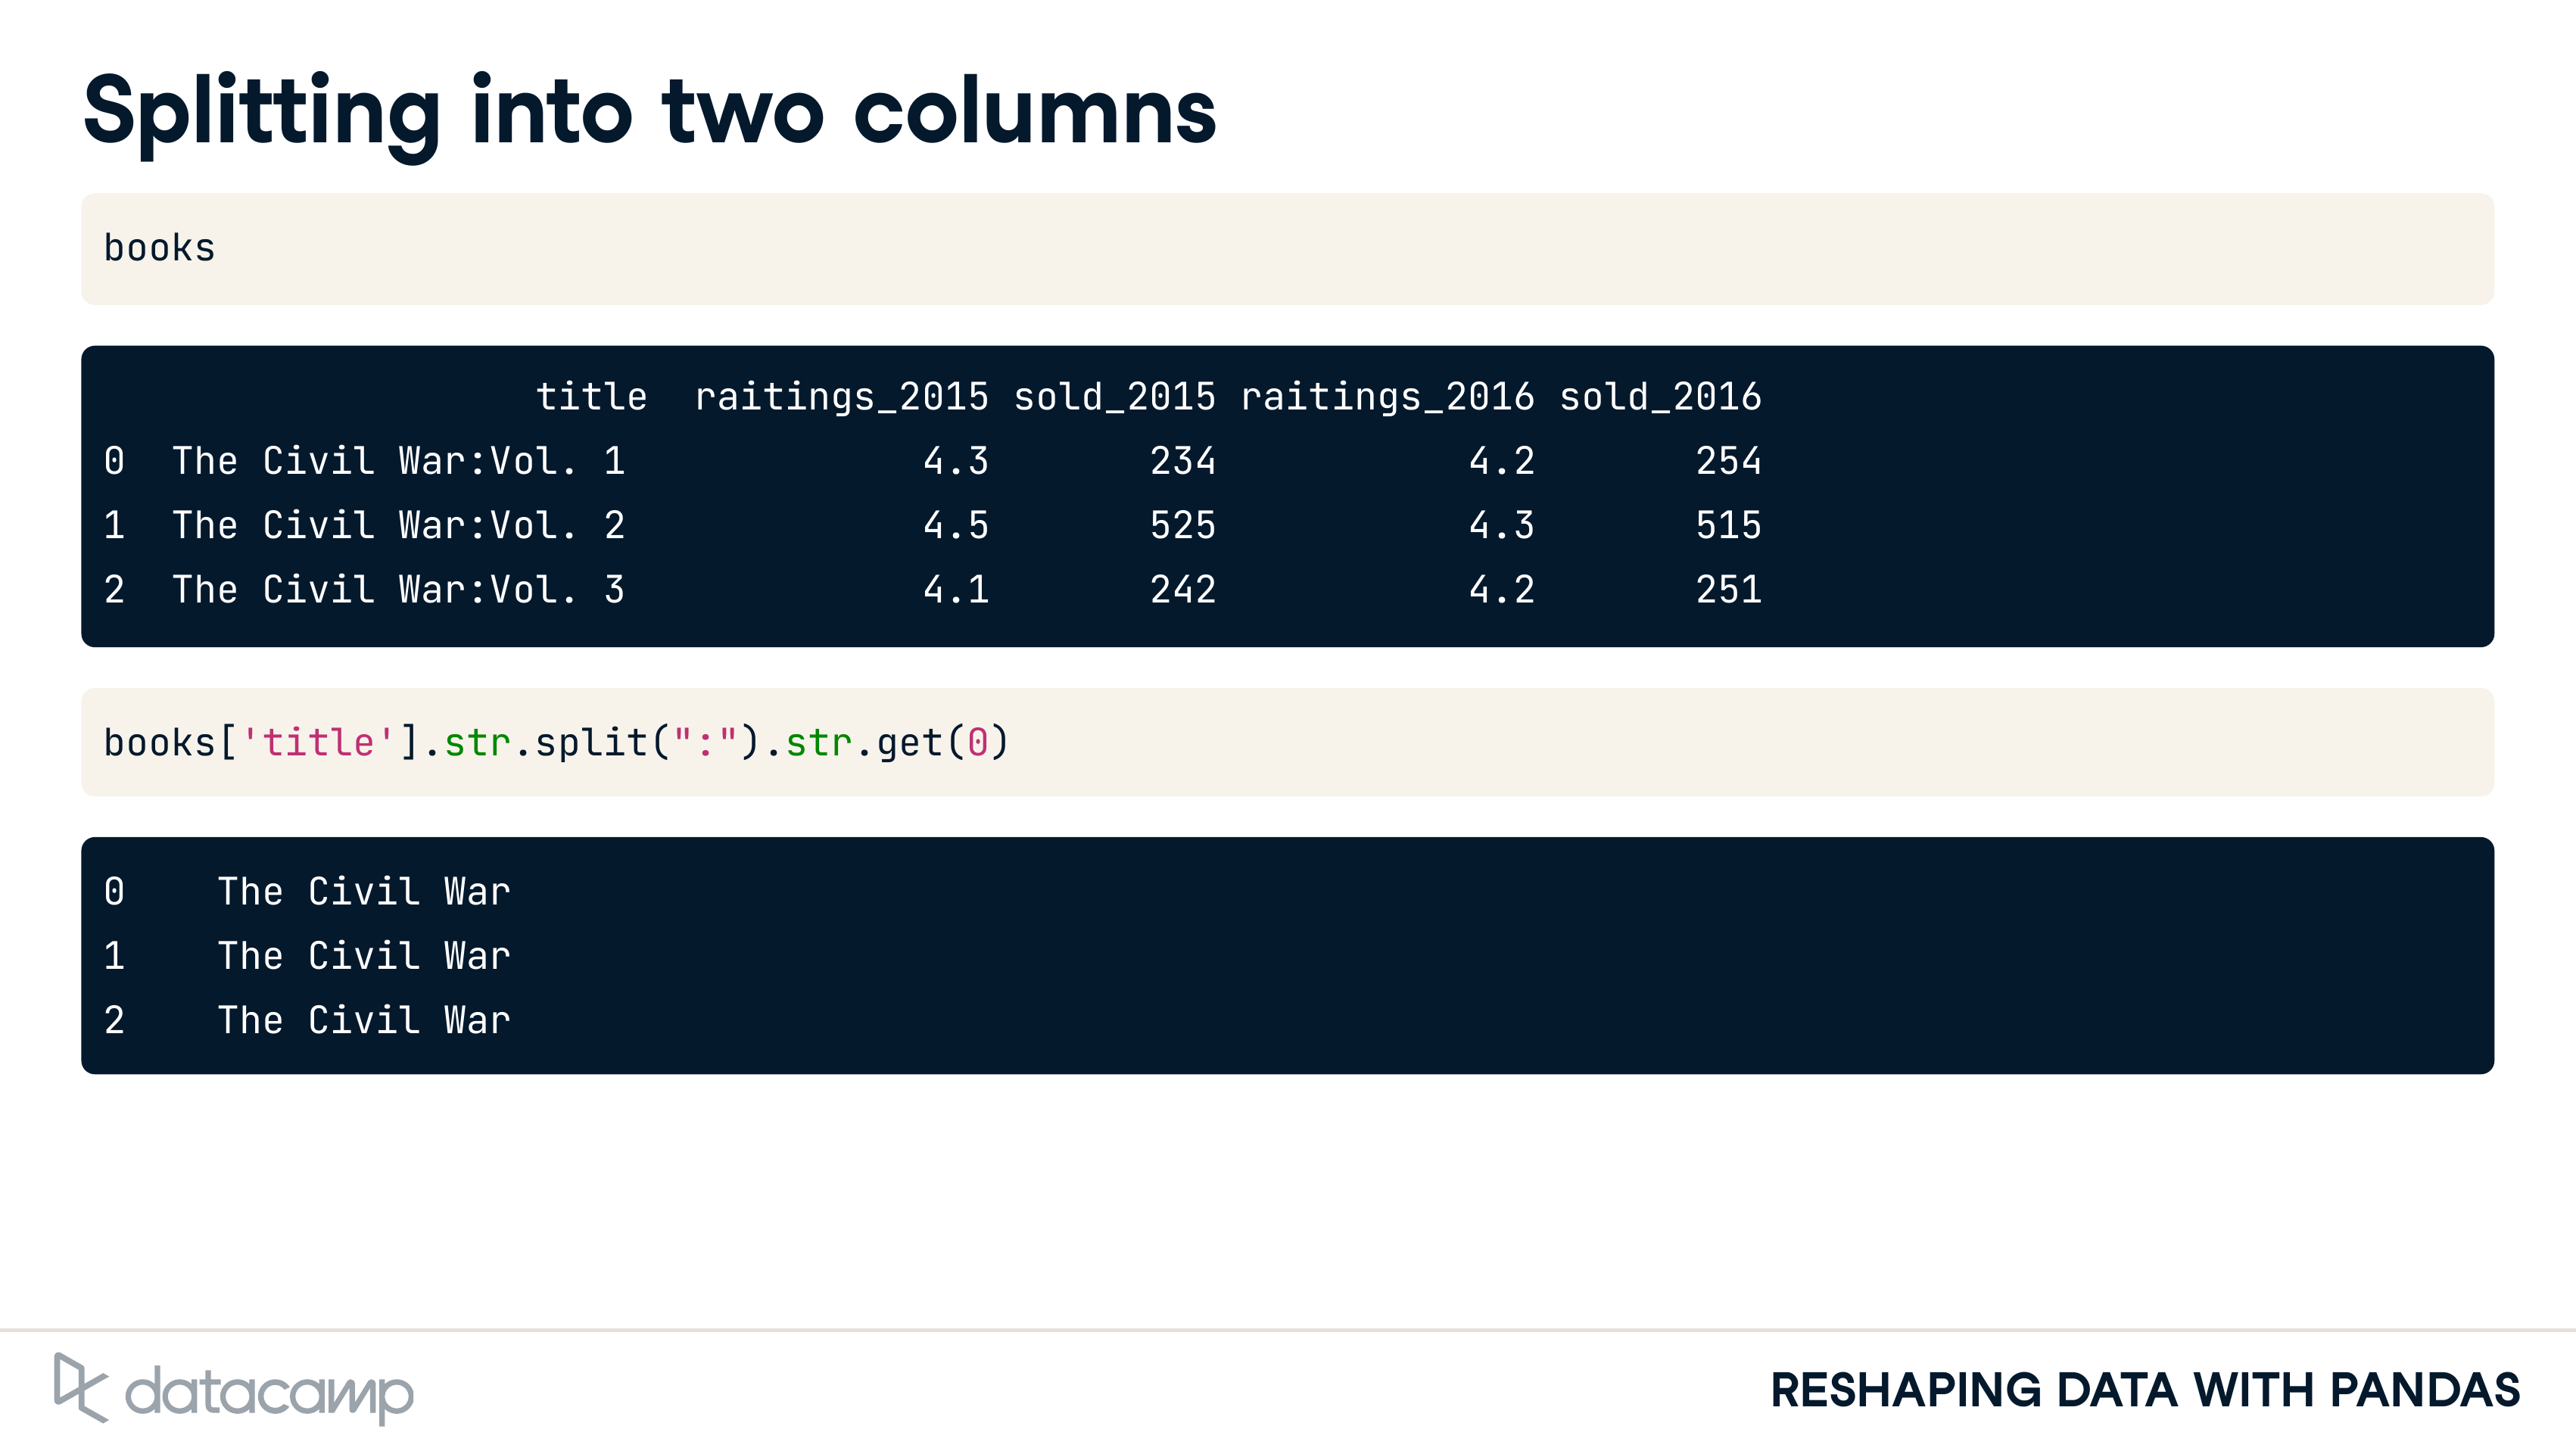 Splitting into two columns
books
title raitings_2015 sold_2015 raitings_2016 sold_2016
0 The Civil War:Vol. 1 4.3 234 4.2 254
1 The Civil War:Vol. 2 4.5 525 4.3 515
2 The Civil War:Vol. 3 4.1 242 4.2 251
books['title'].str.split(":").str.get(0)
0 The Civil War
1 The Civil War
2 The Civil War
datacamp
RESHAPING DATA WITH PANDAS